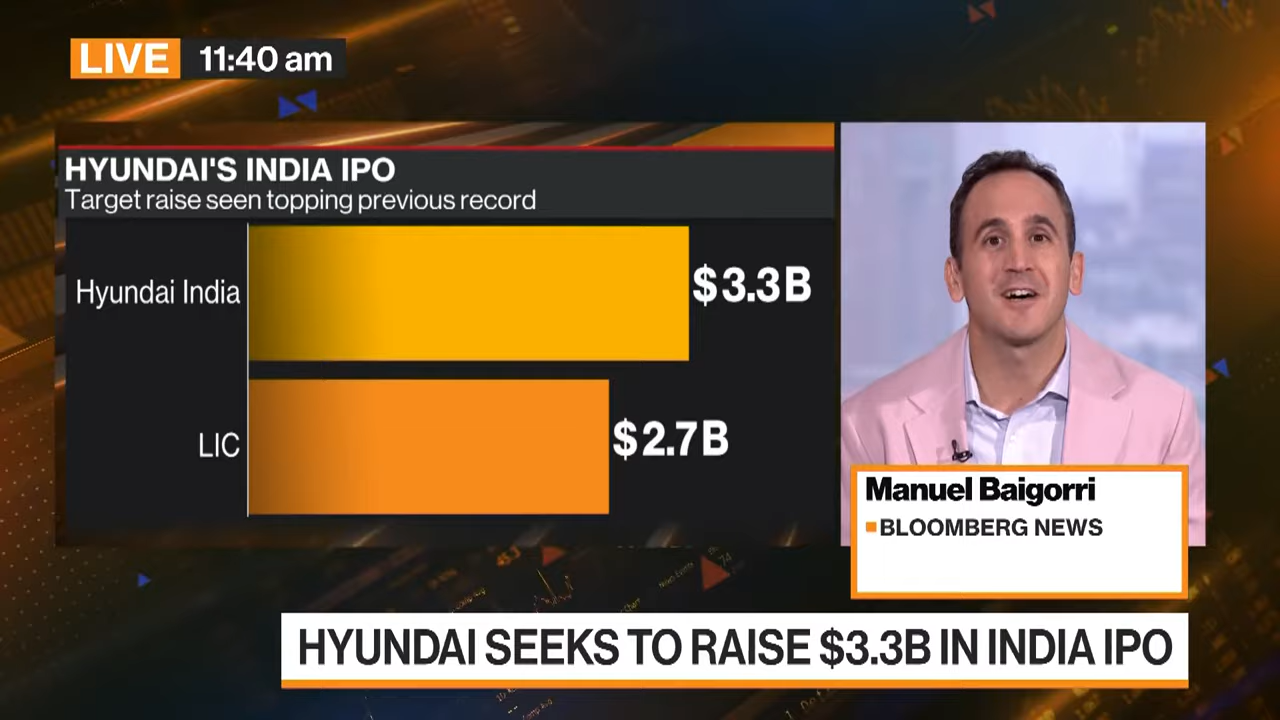 LIVE 11:40 am
HYUNDAI'S INDIA IPO
Target raise seen topping previous record
Hyundai India $3.3B
LIC $2.7B
Manuel Baigorri
BLOOMBERG NEWS
HYUNDAI SEEKS TO RAISE $3.3B IN INDIA IPO